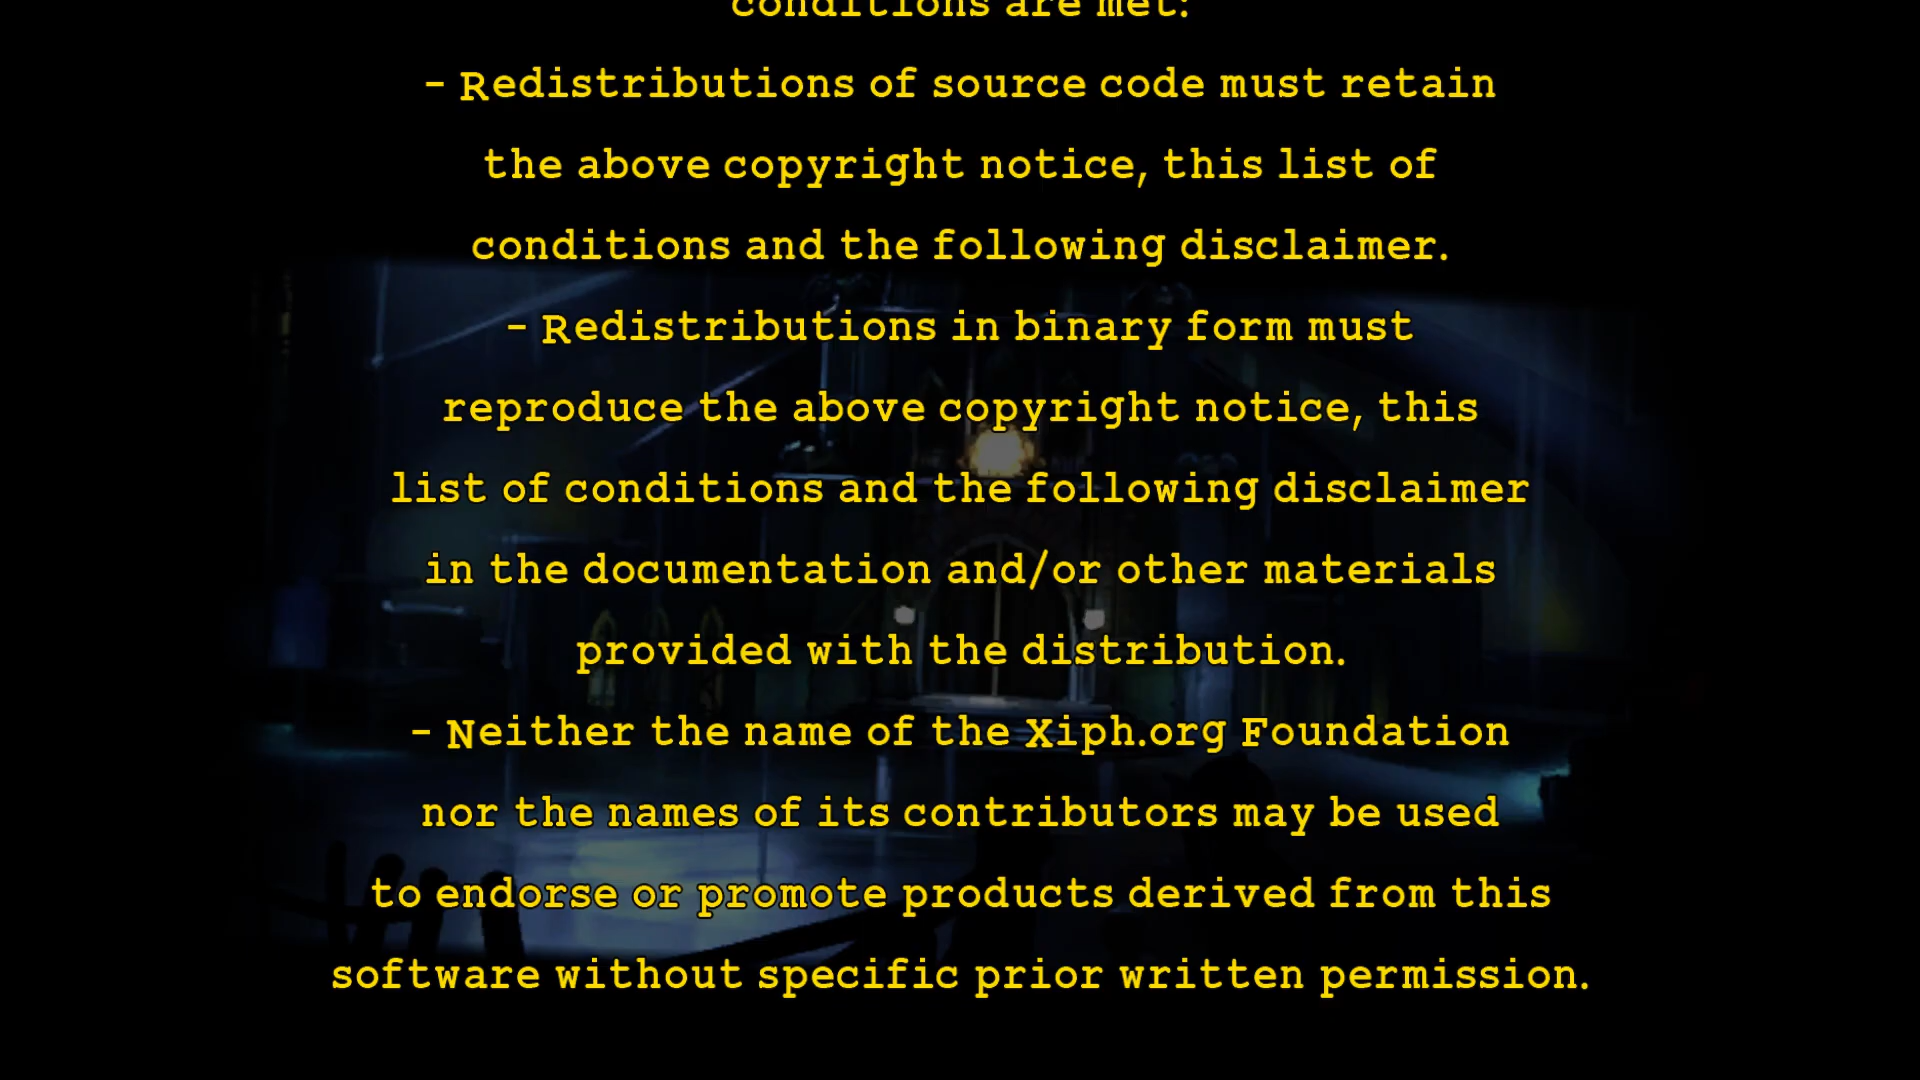 conditions are met:
- Redistributions of source code must retain
the above copyright notice, this list of
conditions and the following disclaimer.
- Redistributions in binary form must
reproduce the above copyright notice, this
list of conditions and the following disclaimer
in the documentation and/or other materials
provided with the distribution.
- Neither the name of the Xiph.org Foundation
nor the names of its contributors may be used
to endorse or promote products derived from this
software without specific prior written permission.